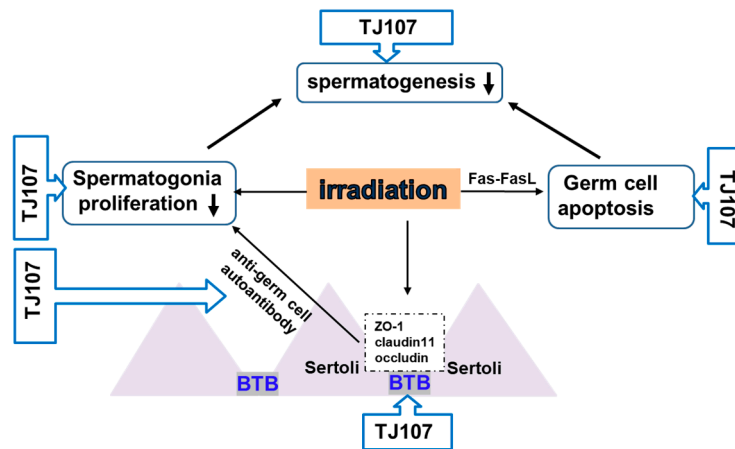 TJ107
spermatogenesis
TJ107
Spermatogonia
proliferation
irradiation
Fas-FasL
Germ cell
apoptosis
TJ107
TJ107
anti-germ cell
autoantibody
ZO-1
claudin11
occludin
Sertoli
Sertoli
BTB
BTB
TJ107